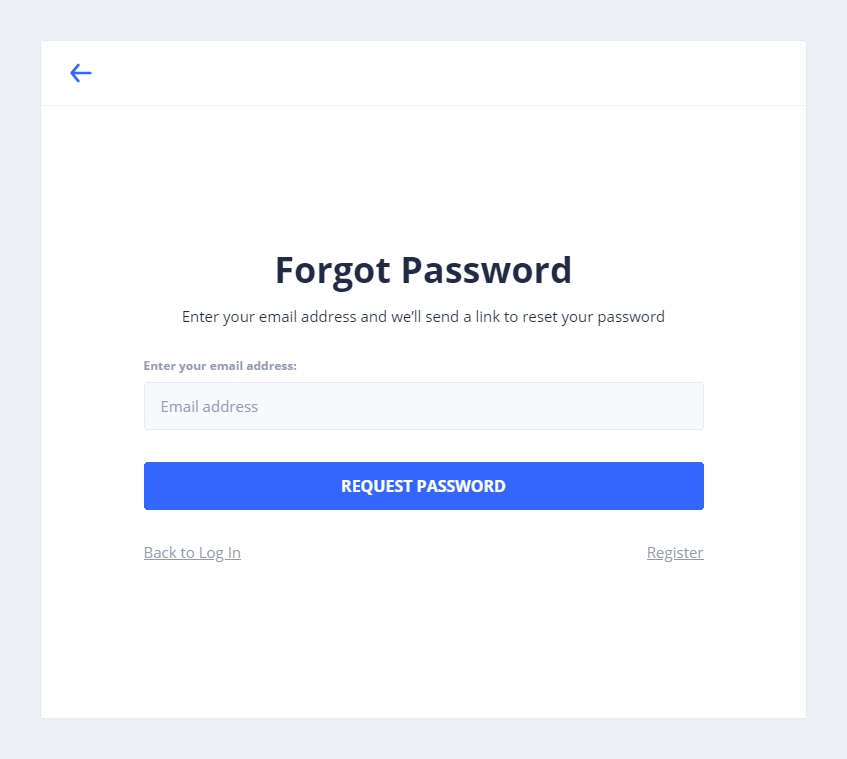 Forgot Password
Enter your email address and we’ll send a link to reset your password
Enter your email address:
Email address
REQUEST PASSWORD
Back to Log In
Register